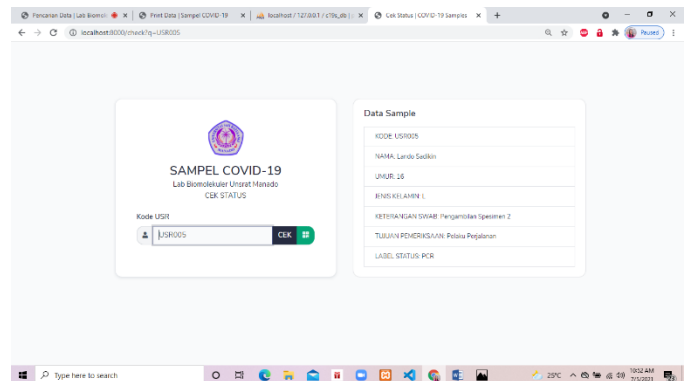 Pencarian Data | Lab Biomol
Print Data | Sampel COVID-19
localhost / 127.0.0.1 / c19s_db |
Cek Status | COVID-19 Samples
localhost:8000/check?q=USR005
Paused
SAMPEL COVID-19
Lab Biomolekuler Unsrat Manado
CEK STATUS
Kode USR
USR005
CEK
Data Sample
KODE: USR005
NAMA: Lando Sadikin
UMUR: 16
JENIS KELAMIN: L
KETERANGAN SWAB: Pengambilan Spesimen 2
TUJUAN PEMERIKSAAN: Pelaku Perjalanan
LABEL STATUS: PCR
Type here to search
25°C
10:32 AM
7/5/2021